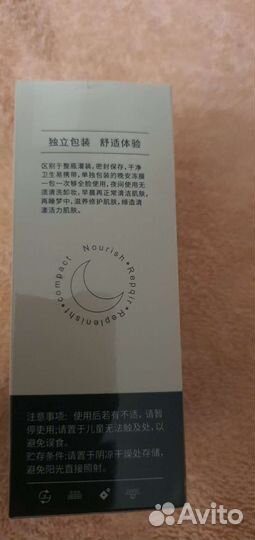 独立包装 舒适体验
区别于整瓶灌装，密封保存，干净
卫生易携带，单独包装的晚安冻膜
一包一次够全脸使用，夜间使用无
须清洗卸妆，早晨再正常清洁肌肤，
再睡梦中，滋养修护肌肤，缔造清
漾活力肌肤。
Nourish•Repair•Replenisht•compact
注意事项：使用后若有不适，请暂
停使用;请置于儿童无法触及处，以
避免误食。
贮存条件：请置于阴凉干燥处存储，
避免阳光直接照射。
Avito